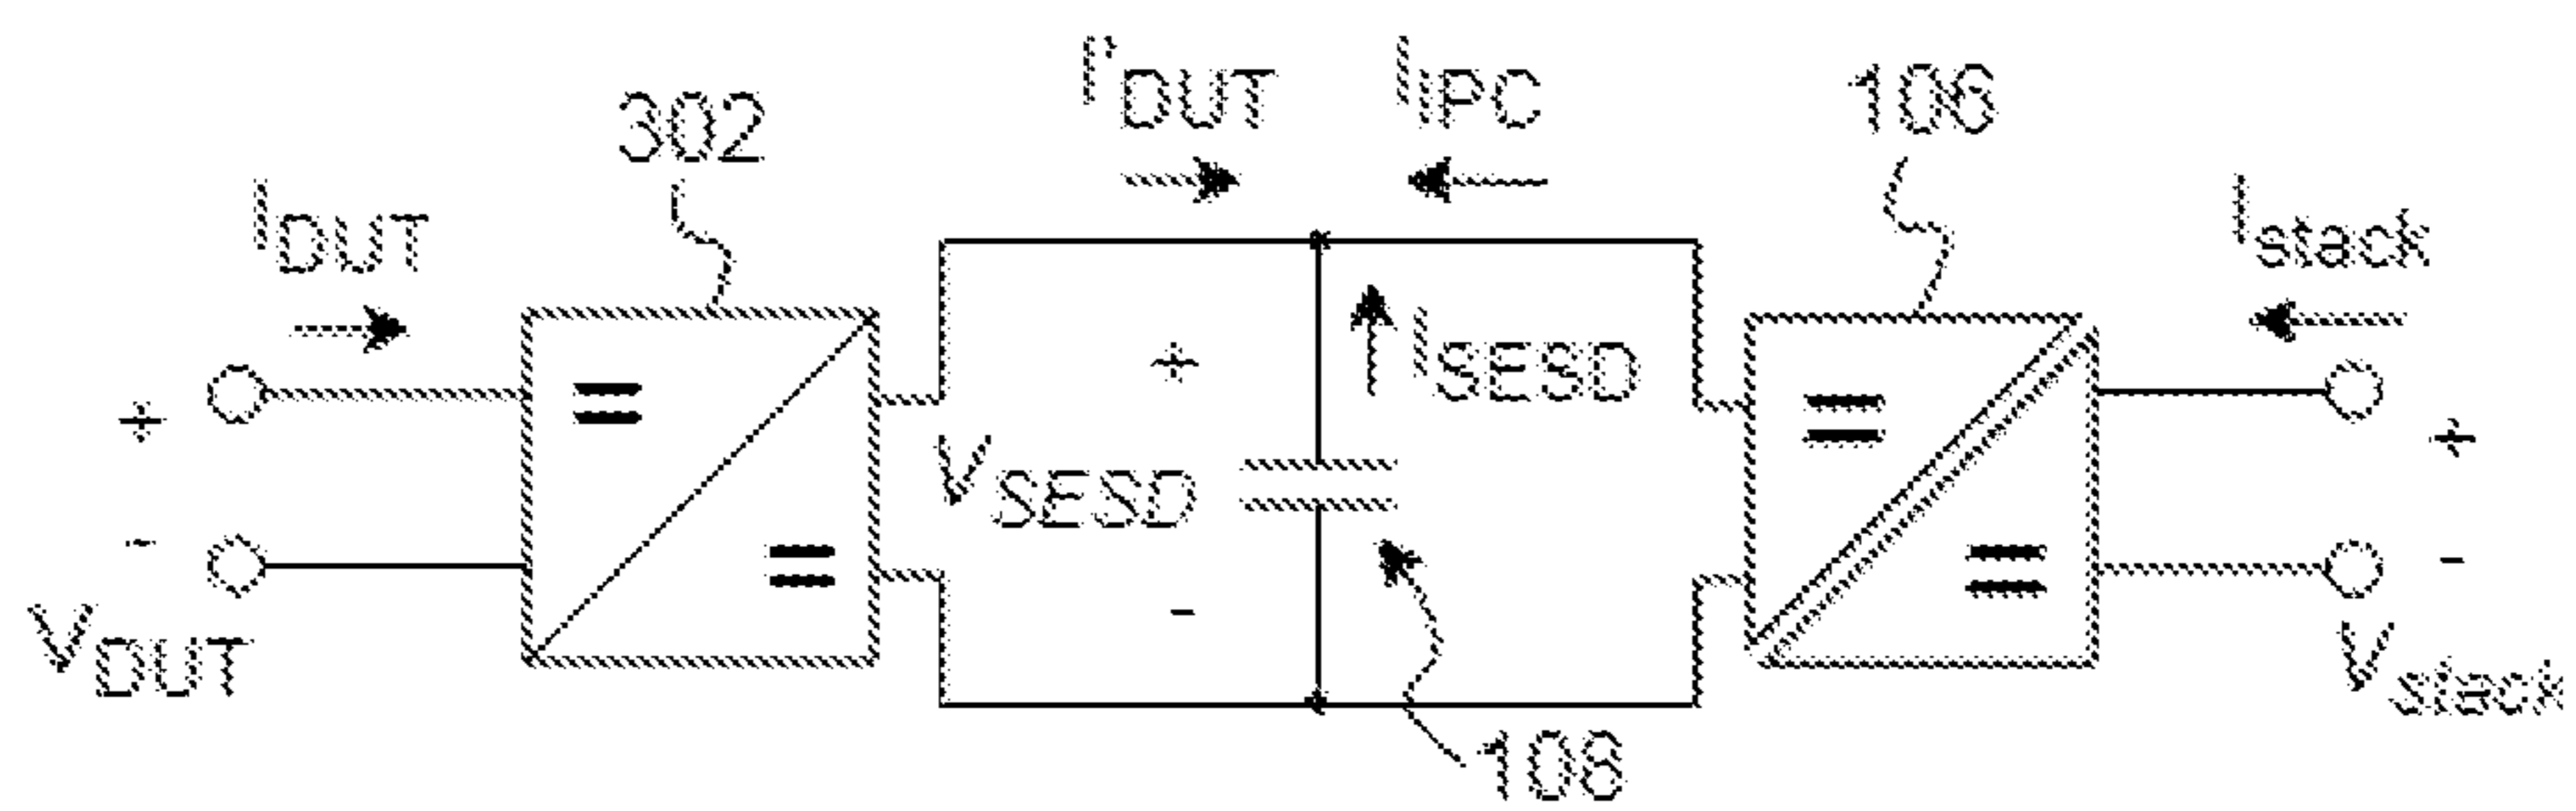 I'DUT IIPC
302 106
IDUT Istack
+ ISESD
+ VSESD +
- - -
VDUT Vstack
108